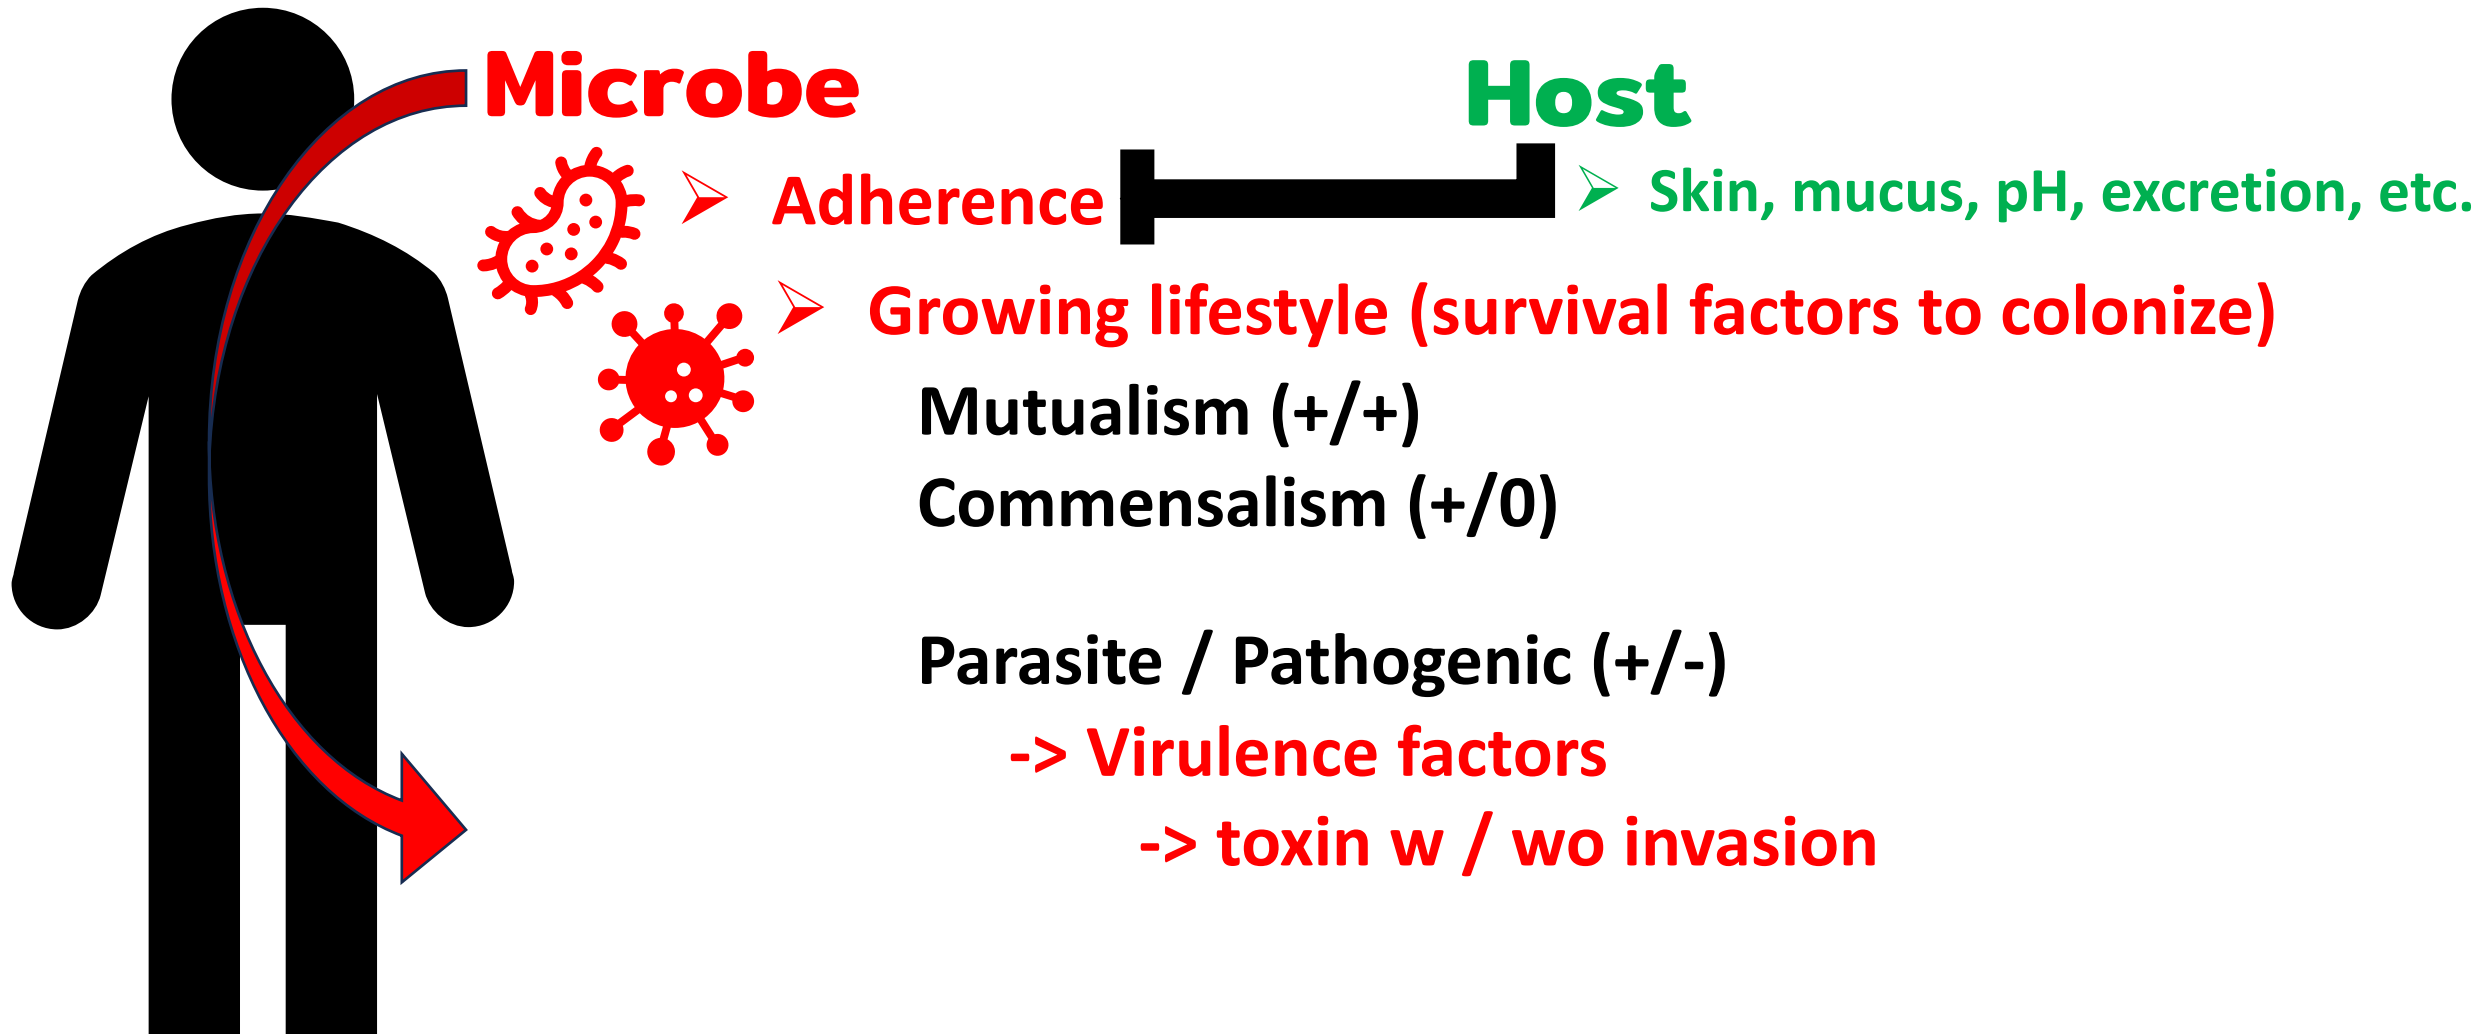 Microbe
Host
Adherence
Skin, mucus, pH, excretion, etc.
Growing lifestyle (survival factors to colonize)
Mutualism (+/+)
Commensalism (+/0)
Parasite / Pathogenic (+/-)
-> Virulence factors
-> toxin w / wo invasion